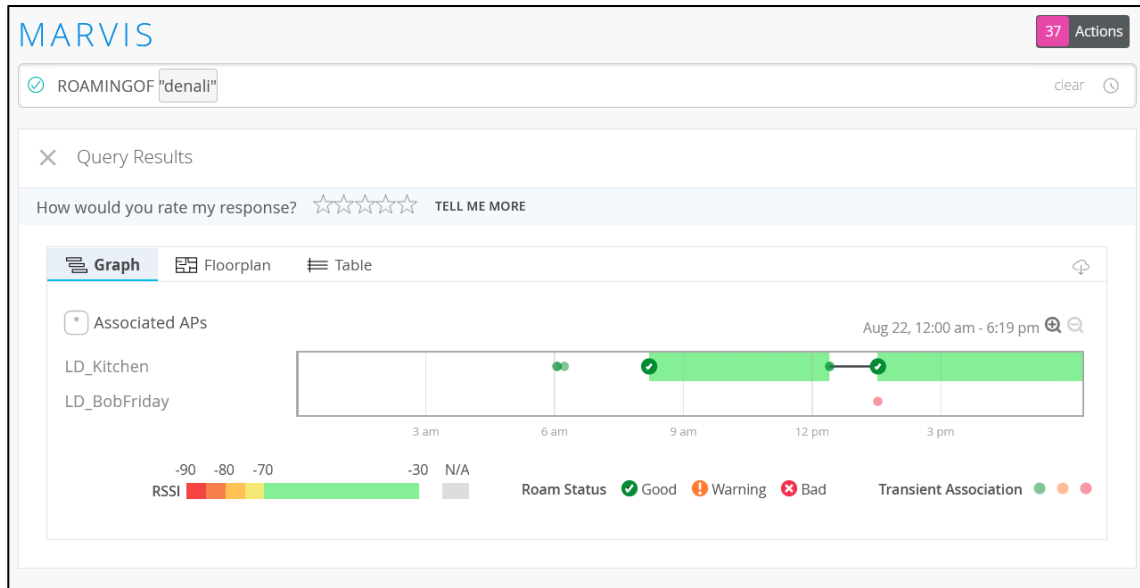 MARVIS
37 Actions
ROAMINGOF "denali"
clear
Query Results
How would you rate my response? TELL ME MORE
Graph Floorplan Table
Associated APs
Aug 22, 12:00 am - 6:19 pm
LD_Kitchen
LD_BobFriday
3 am 6 am 9 am 12 pm 3 pm
-90 -80 -70 -30 N/A
RSSI
Roam Status Good Warning Bad Transient Association